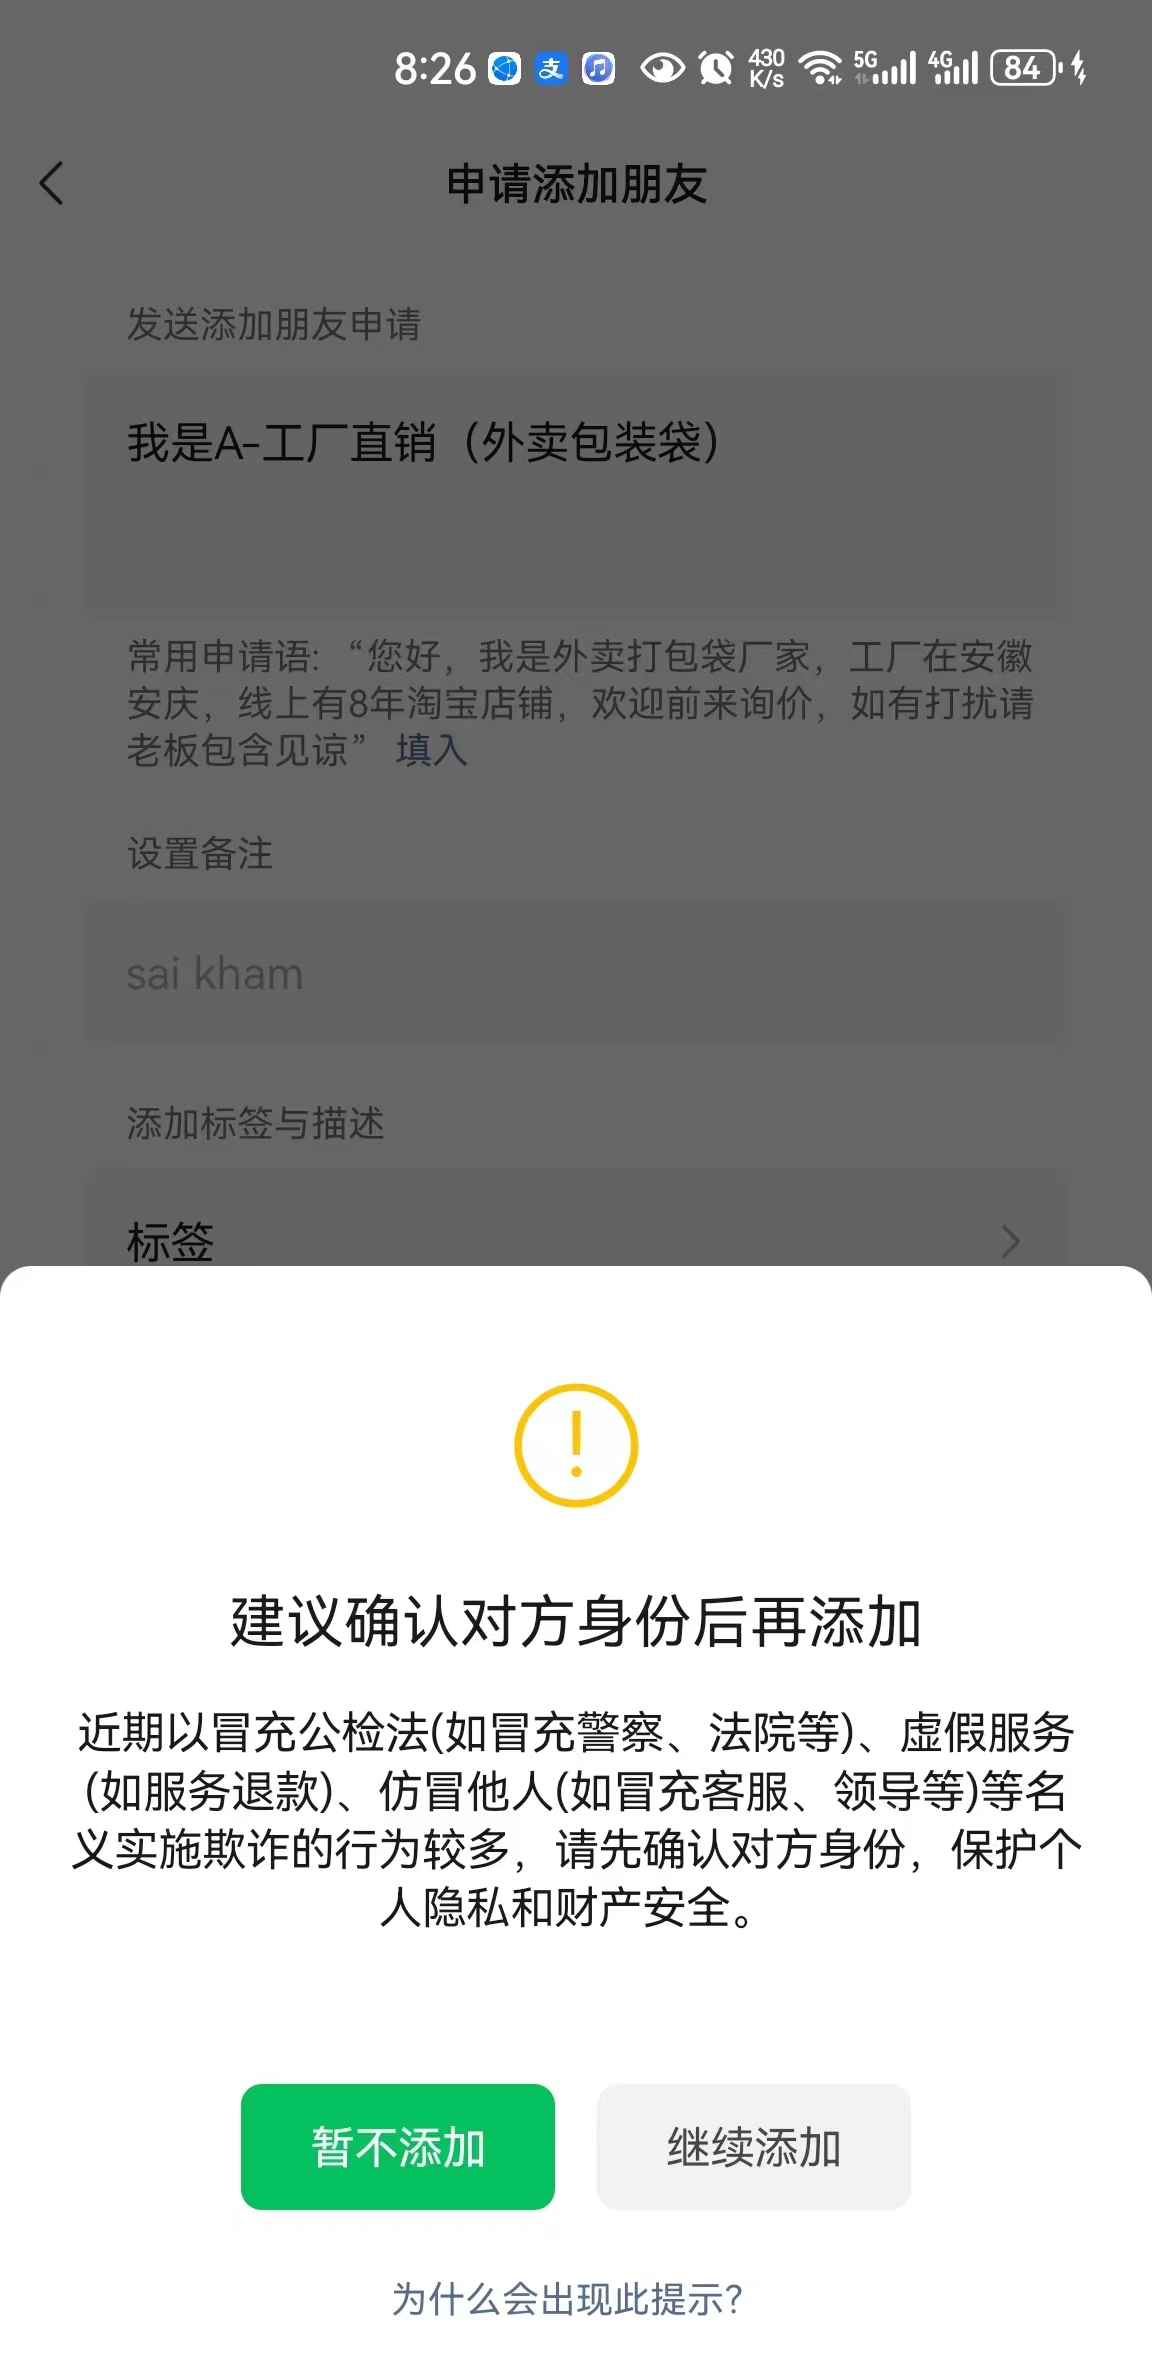 8:26 支 430 K/s 5G 4G 84
申请添加朋友
发送添加朋友申请
我是A-工厂直销（外卖包装袋）
常用申请语：“您好，我是外卖打包袋厂家，工厂在安徽
安庆，线上有8年淘宝店铺，欢迎前来询价，如有打扰请
老板包含见谅” 填入
设置备注
sai kham
添加标签与描述
标签
建议确认对方身份后再添加
近期以冒充公检法(如冒充警察、法院等)、虚假服务
(如服务退款)、仿冒他人(如冒充客服、领导等)等名
义实施欺诈的行为较多，请先确认对方身份，保护个
人隐私和财产安全。
暂不添加 继续添加
为什么会出现此提示？